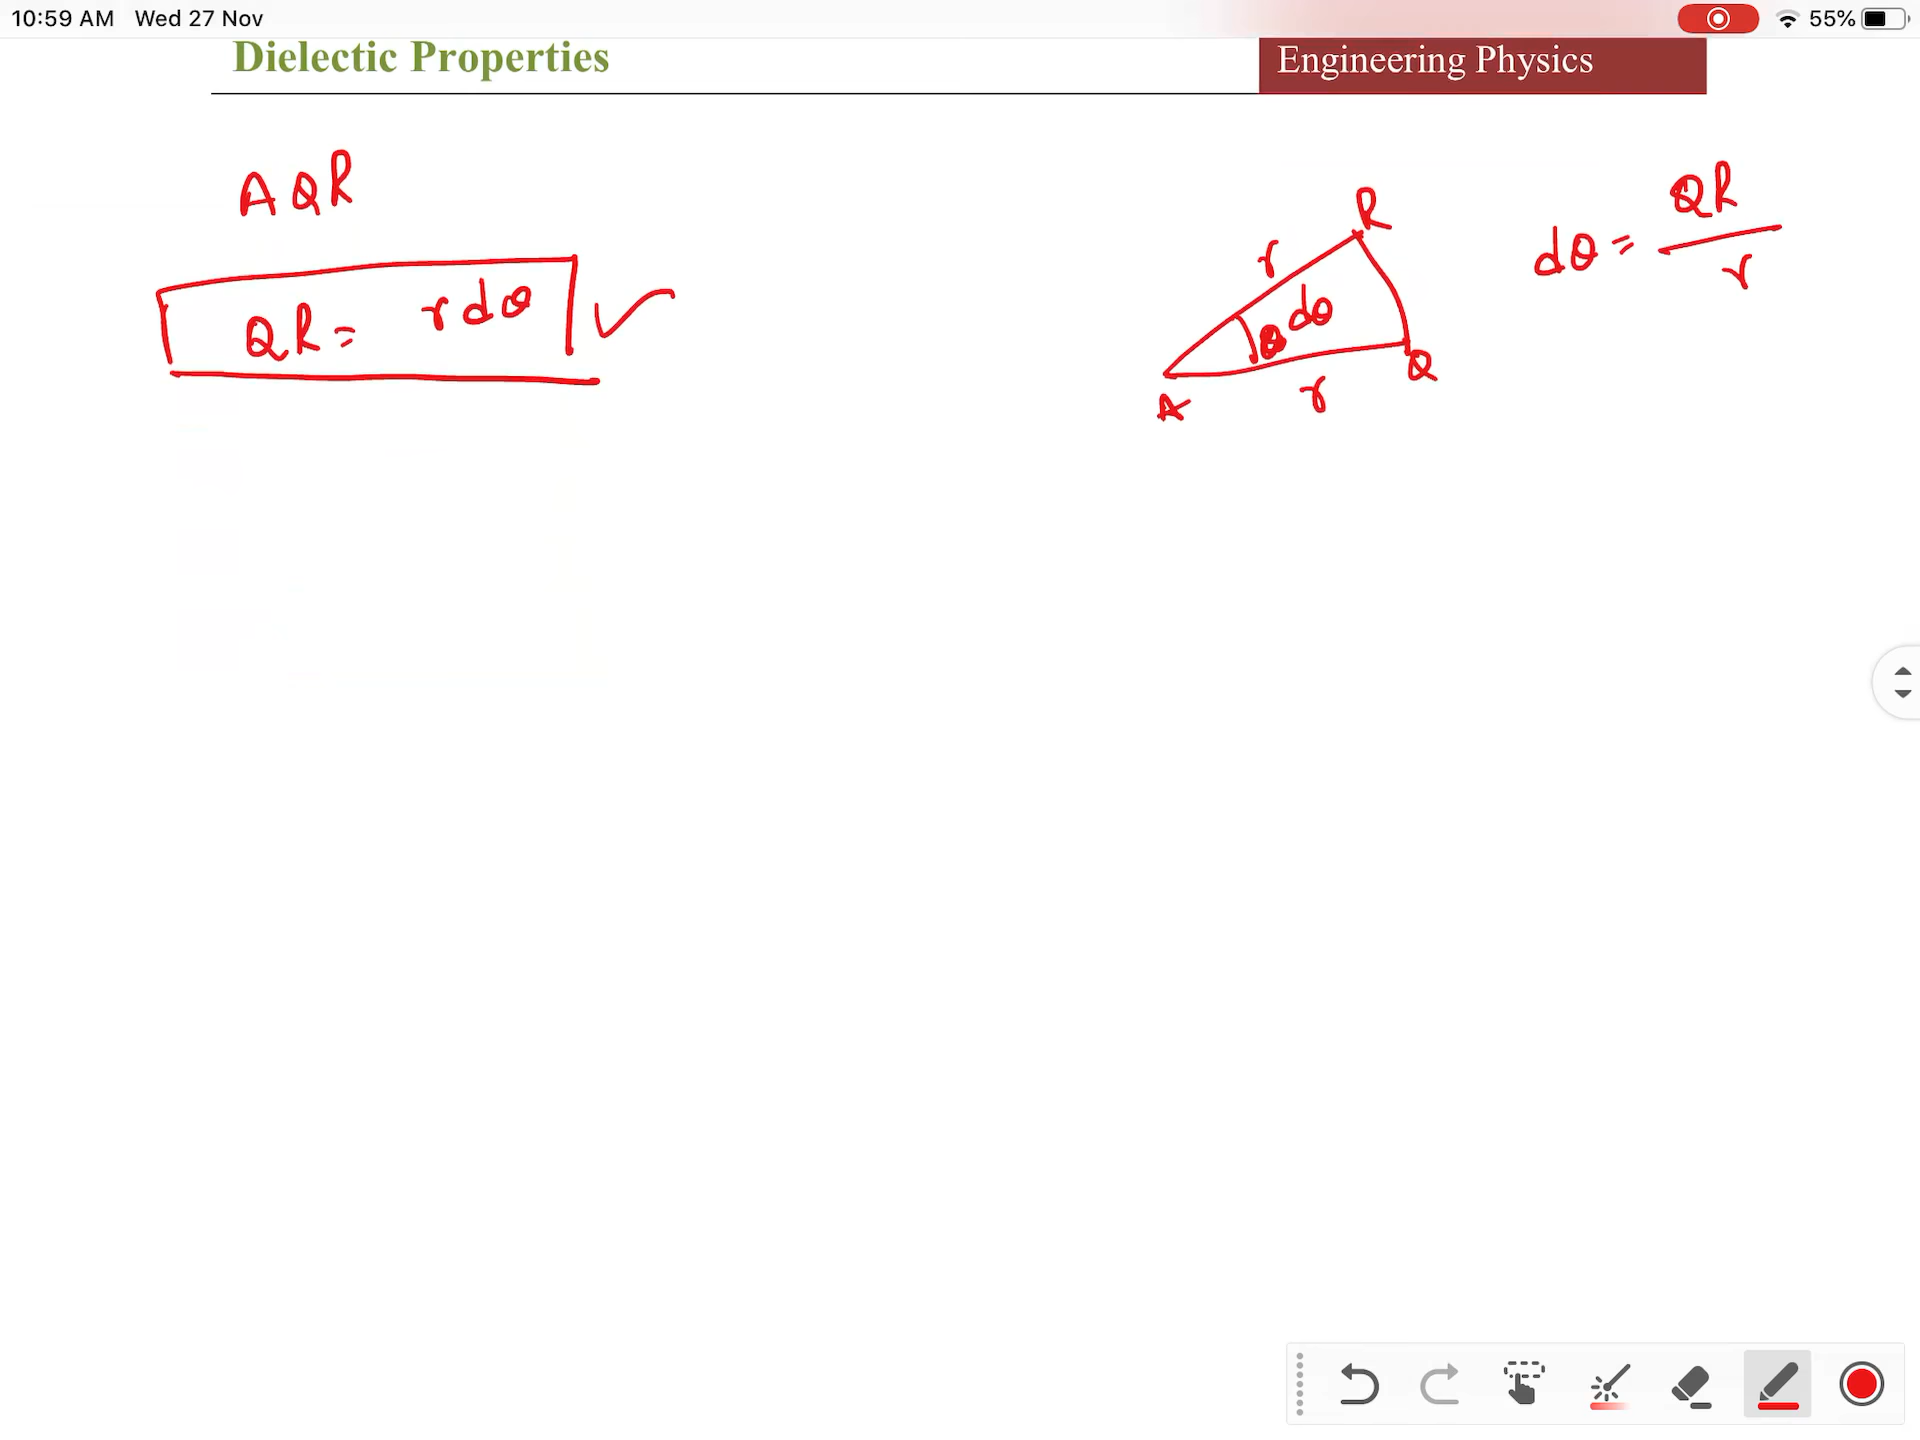 10:59 AM Wed 27 Nov
55%
Dielectic Properties
Engineering Physics
AQR
QR = rdθ
R
r
dθ
A
r
Q
dθ = QR / r